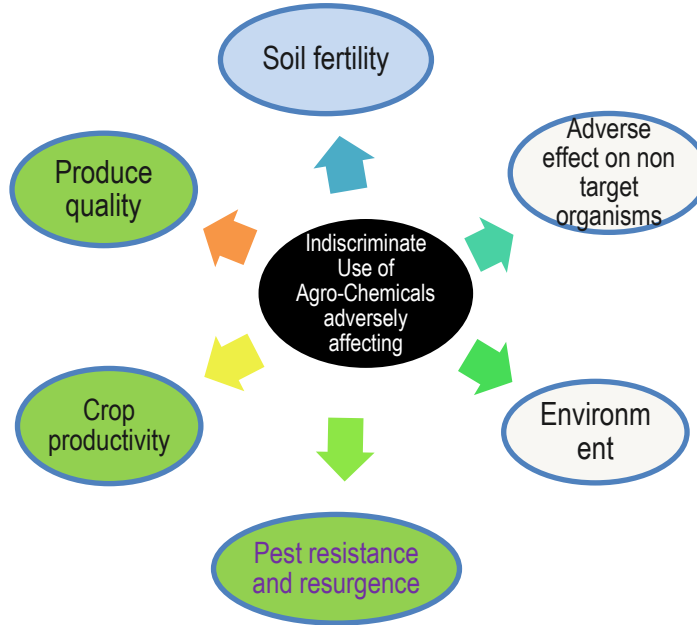 Soil fertility
Adverse
effect on non
target
organisms
Produce
quality
Indiscriminate
Use of
Agro-Chemicals
adversely
affecting
Crop
productivity
Environm
ent
Pest resistance
and resurgence